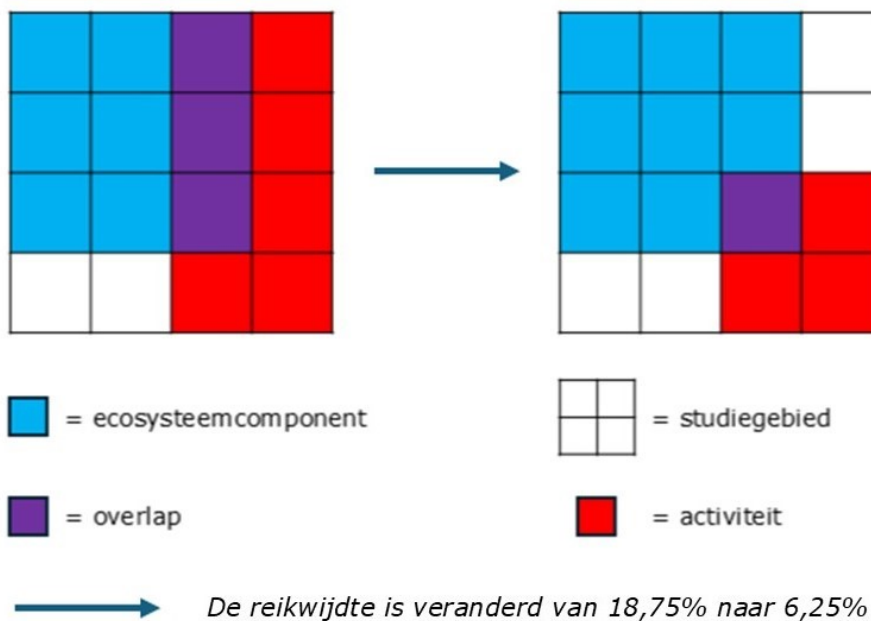 = ecosysteemcomponent
= studiegebied
= overlap
= activiteit
De reikwijdte is veranderd van 18,75% naar 6,25%